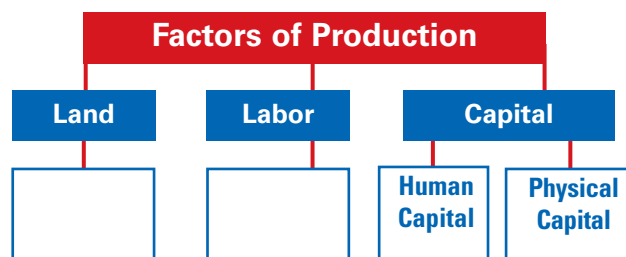 Factors of Production
Land
Labor
Capital
Human
Capital
Physical
Capital